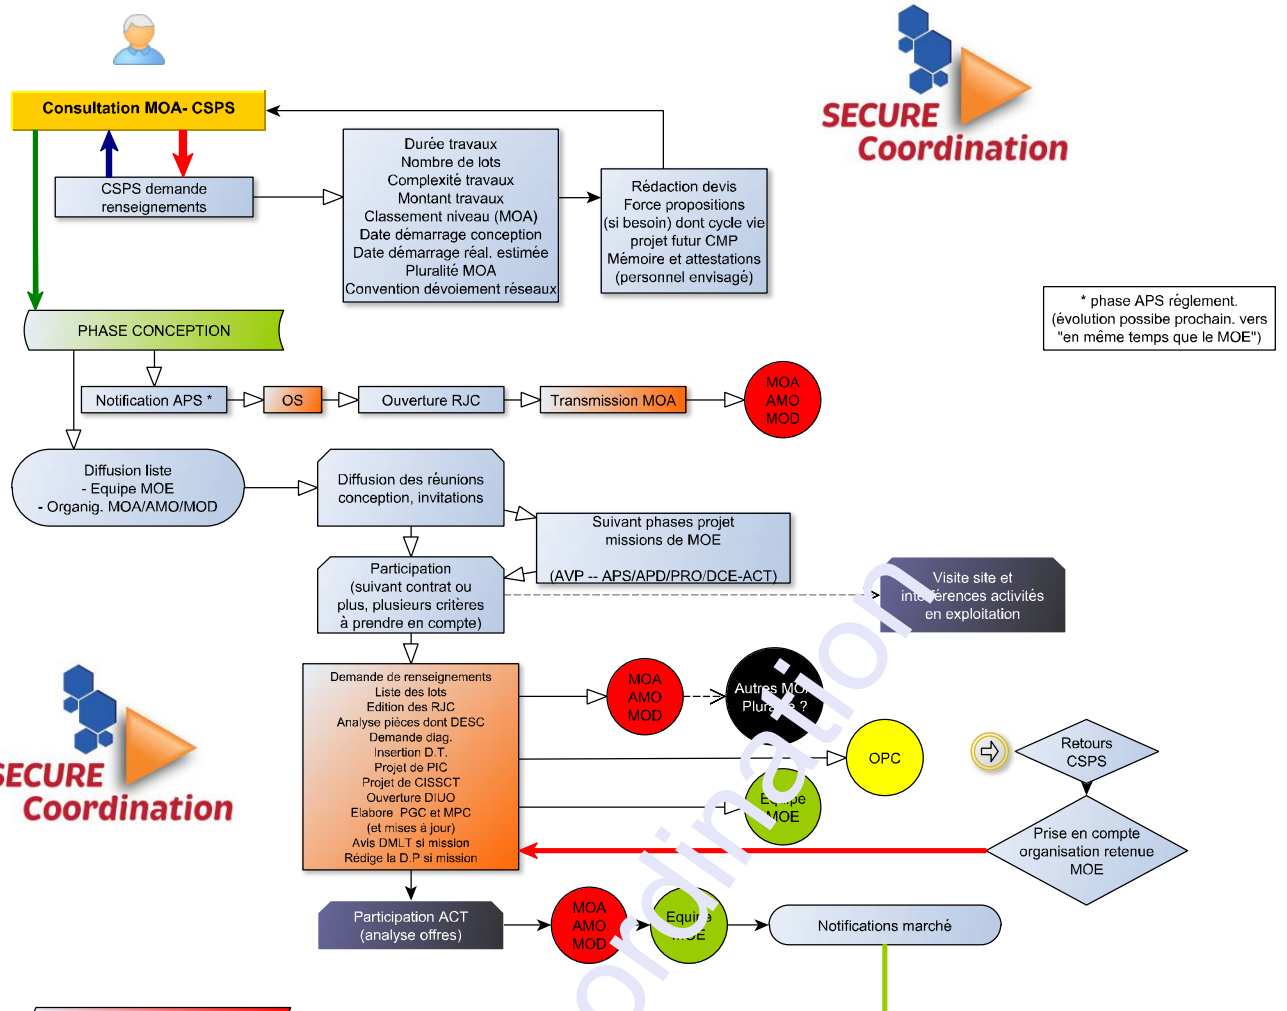 SECURE
Coordination
Consultation MOA- CSPS
CSPS demande
renseignements
Durée travaux
Nombre de lots
Complexité travaux
Montant travaux
Classement niveau (MOA)
Date démarrage conception
Date démarrage réal. estimée
Pluralité MOA
Convention dévoiement réseaux
Rédaction devis
Force propositions
(si besoin) dont cycle vie
projet futur CMP
Mémoire et attestations
(personnel envisagé)
* phase APS réglement.
(évolution possibe prochain. vers
"en même temps que le MOE")
PHASE CONCEPTION
Notification APS *
OS
Ouverture RJC
Transmission MOA
MOA
AMO
MOD
Diffusion liste
- Equipe MOE
- Organig. MOA/AMO/MOD
Diffusion des réunions
conception, invitations
Suivant phases projet
missions de MOE
(AVP -- APS/APD/PRO/DCE-ACT)
Participation
(suivant contrat ou
plus, plusieurs critères
à prendre en compte)
Visite site et
interférences activités
en exploitation
Demande de renseignements
Liste des lots
Edition des RJC
Analyse pièces dont DESC
Demande diag.
Insertion D.T.
Projet de PIC
Projet de CISSCT
Ouverture DIUO
Elabore PGC et MPC
(et mises à jour)
Avis DMLT si mission
Rédige la D.P si mission
MOA
AMO
MOD
Autres MOA
?
OPC
Equipe
MOE
Retours
CSPS
Prise en compte
organisation retenue
MOE
SECURE
Coordination
Participation ACT
(analyse offres)
MOA
AMO
MOD
Equipe
MOE
Notifications marché
ordination